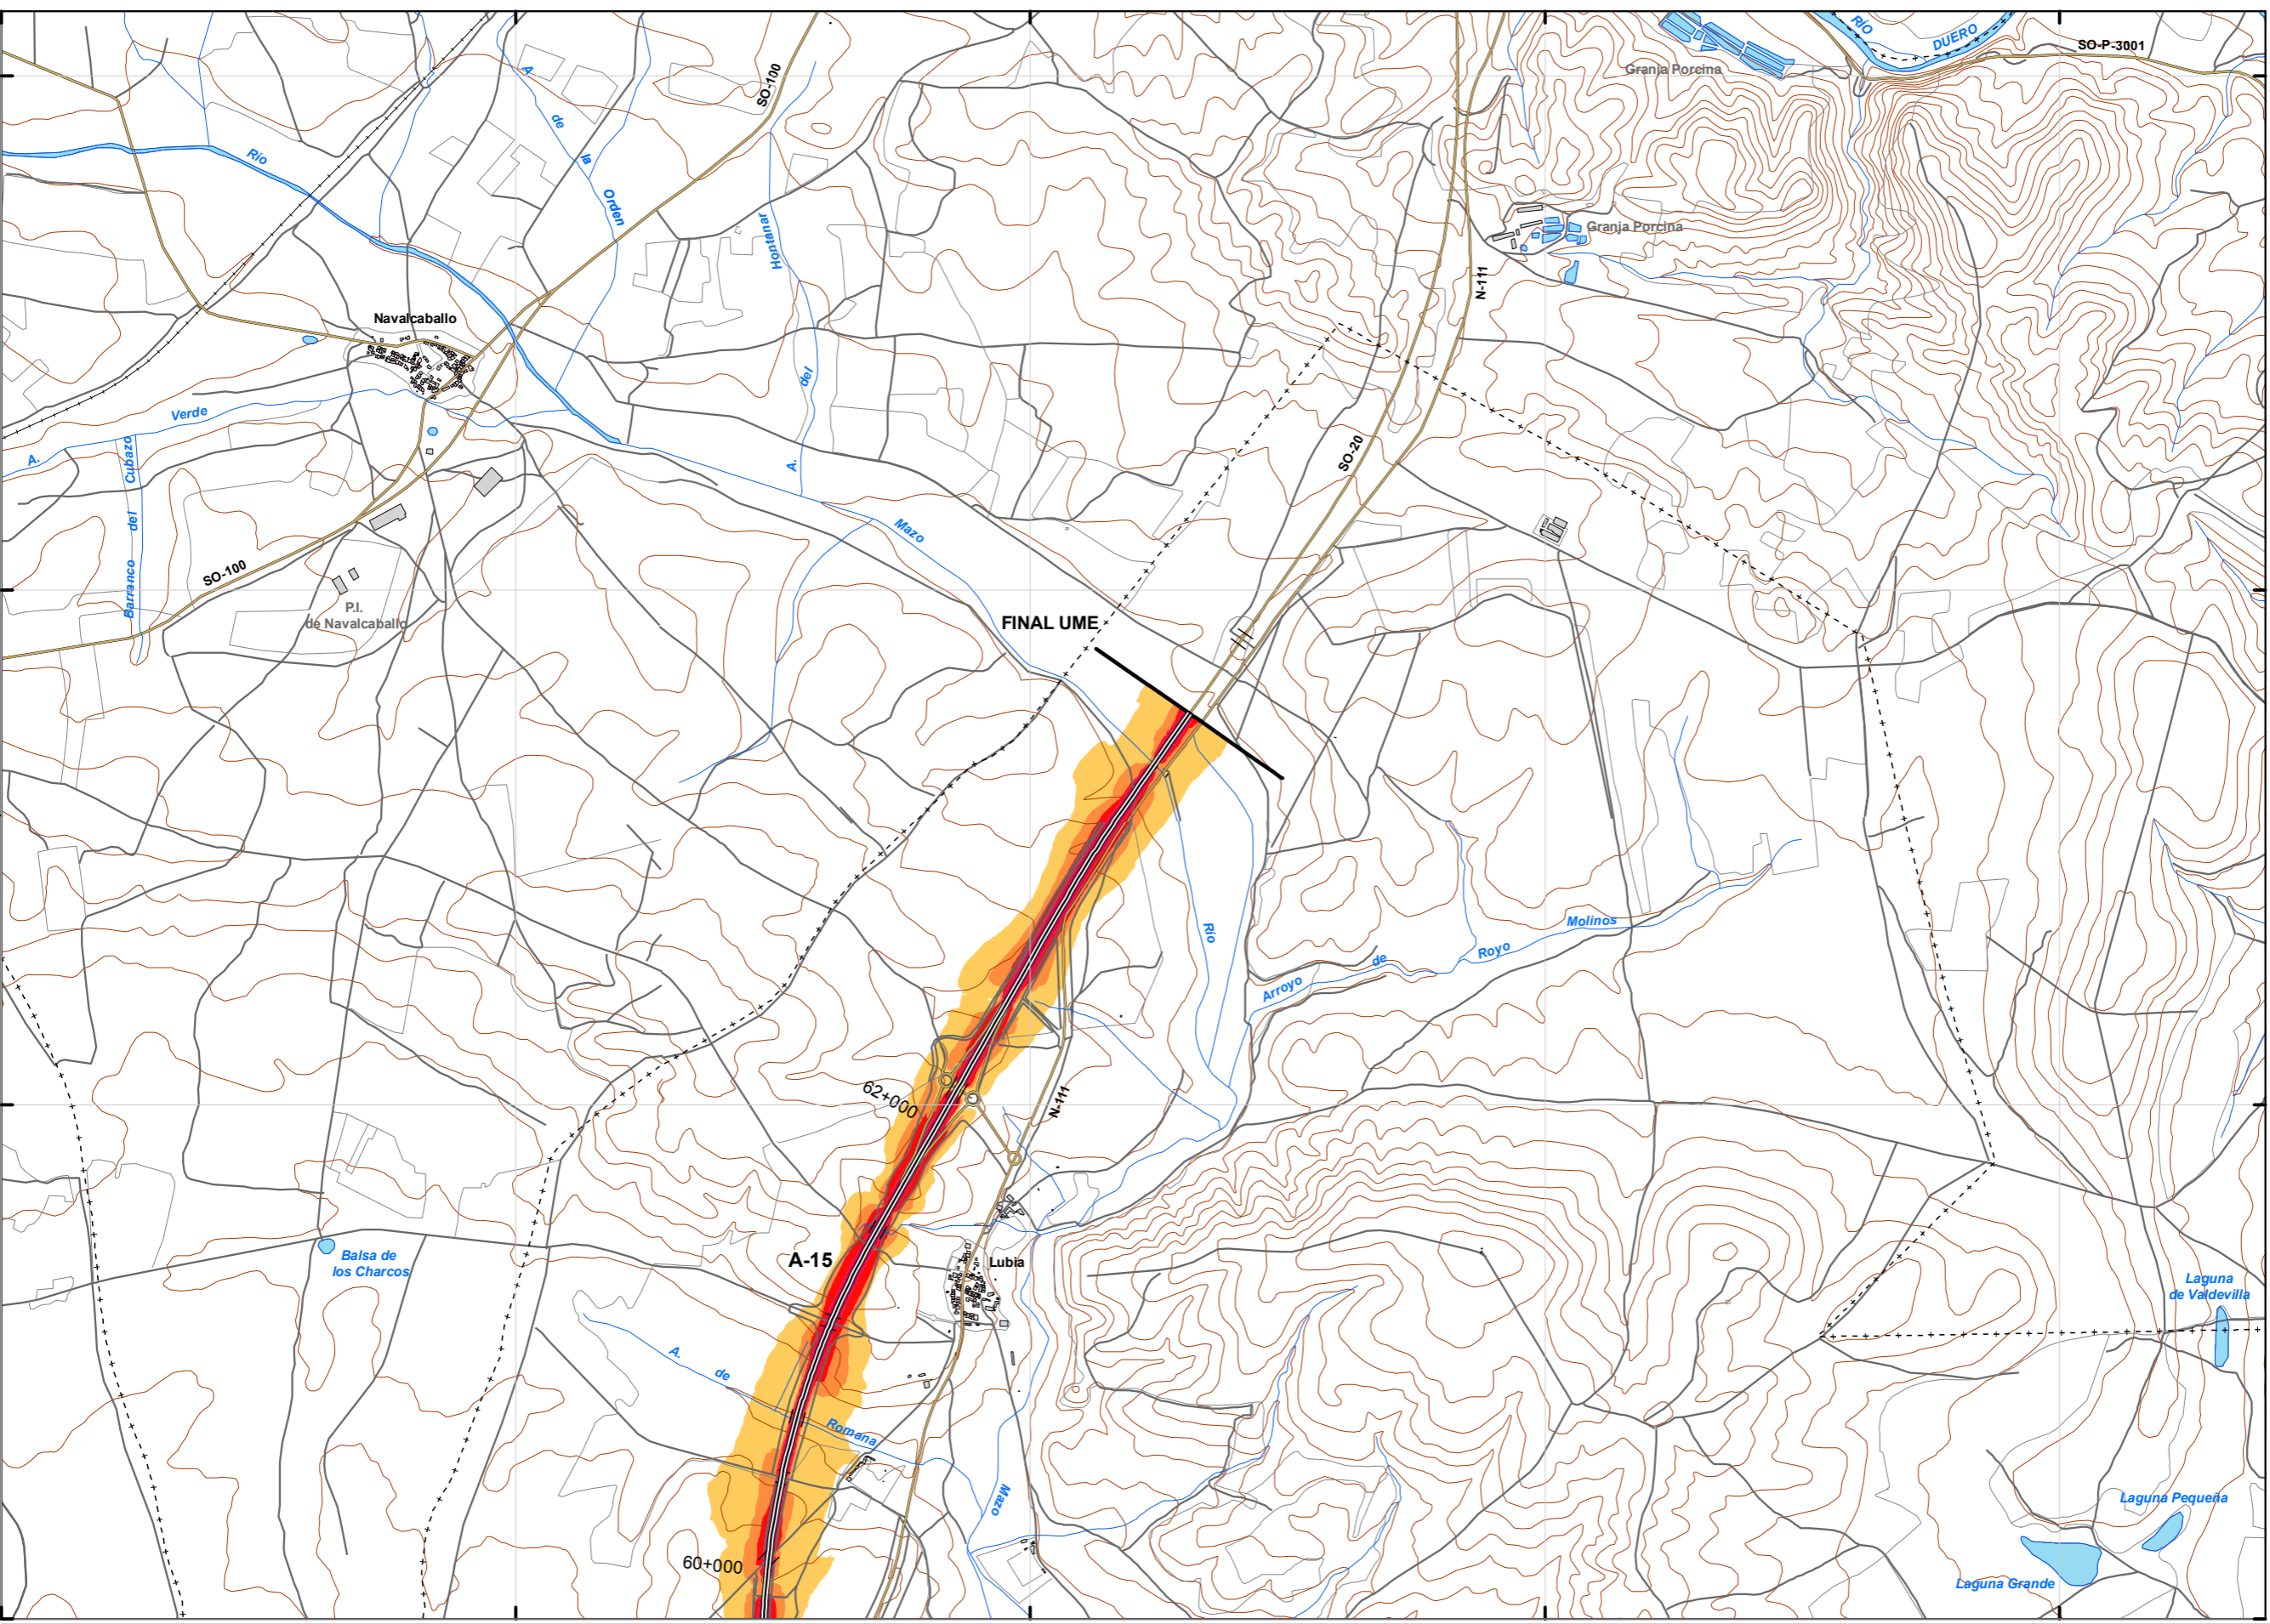 RÍO
DUERO
SO-P-3001
Granja Porcina
A
de
la
Orden
SO-100
Río
Hontanar
del
A.
Granja Porcina
N-111
Navalcaballo
Verde
A.
Cubazo
del
Barranco
SO-20
Mazo
SO-100
P.I.
de Navalcaballo
FINAL UME
Río
Molinos
Royo
de
Arroyo
62+000
N-111
A-15
Lubia
Balsa de
los Charcos
Laguna
de Valdevilla
A.
de
Romana
Mazo
Laguna Pequeña
60+000
Laguna Grande